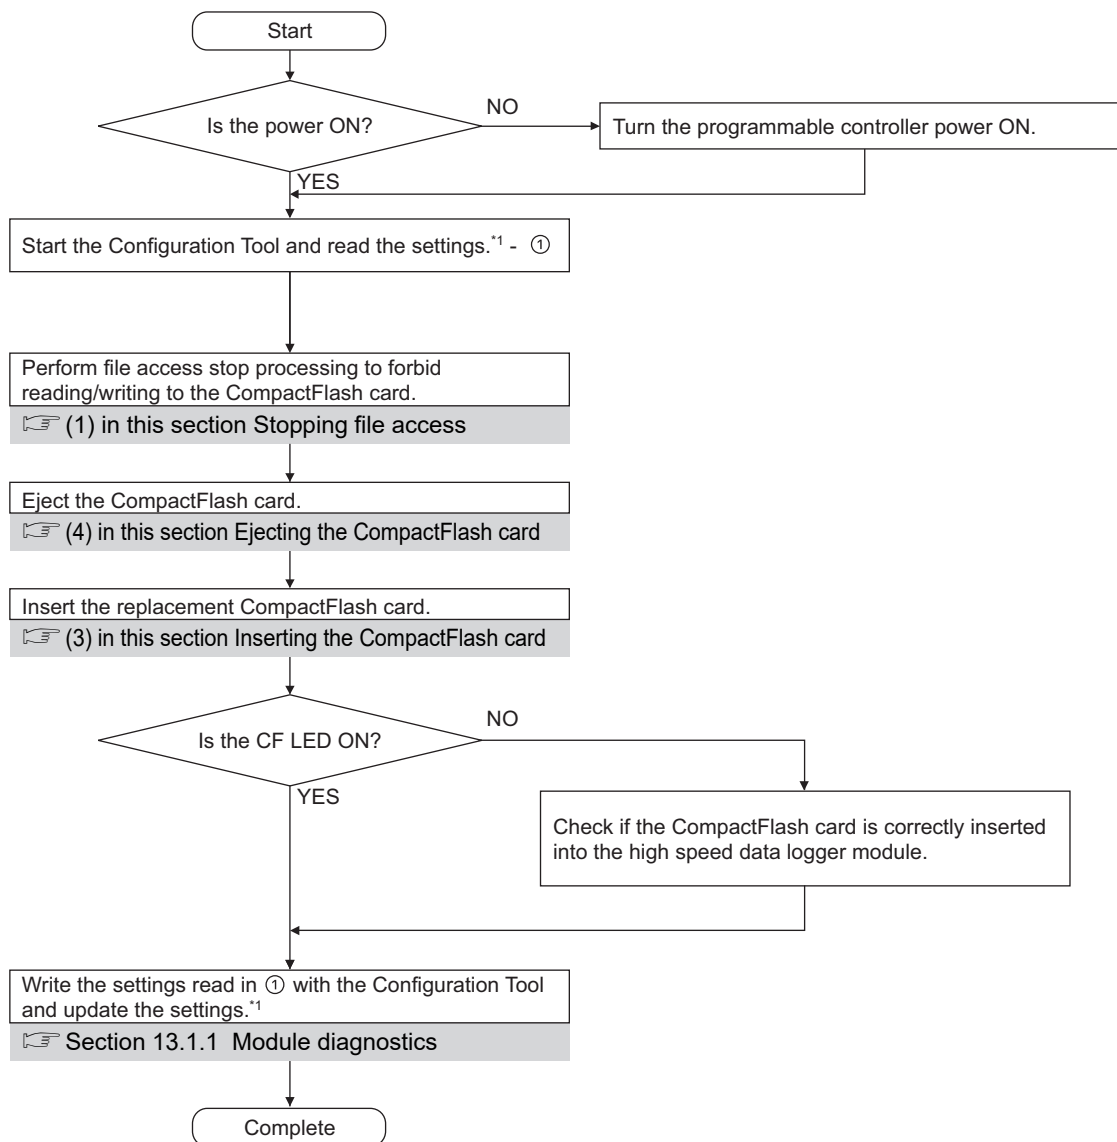 Start
Is the power ON?
NO
Turn the programmable controller power ON.
YES
Start the Configuration Tool and read the settings.*1 - ①
Perform file access stop processing to forbid
reading/writing to the CompactFlash card.
☞ (1) in this section Stopping file access
Eject the CompactFlash card.
☞ (4) in this section Ejecting the CompactFlash card
Insert the replacement CompactFlash card.
☞ (3) in this section Inserting the CompactFlash card
Is the CF LED ON?
NO
YES
Check if the CompactFlash card is correctly inserted
into the high speed data logger module.
Write the settings read in ① with the Configuration Tool
and update the settings.*1
☞ Section 13.1.1 Module diagnostics
Complete